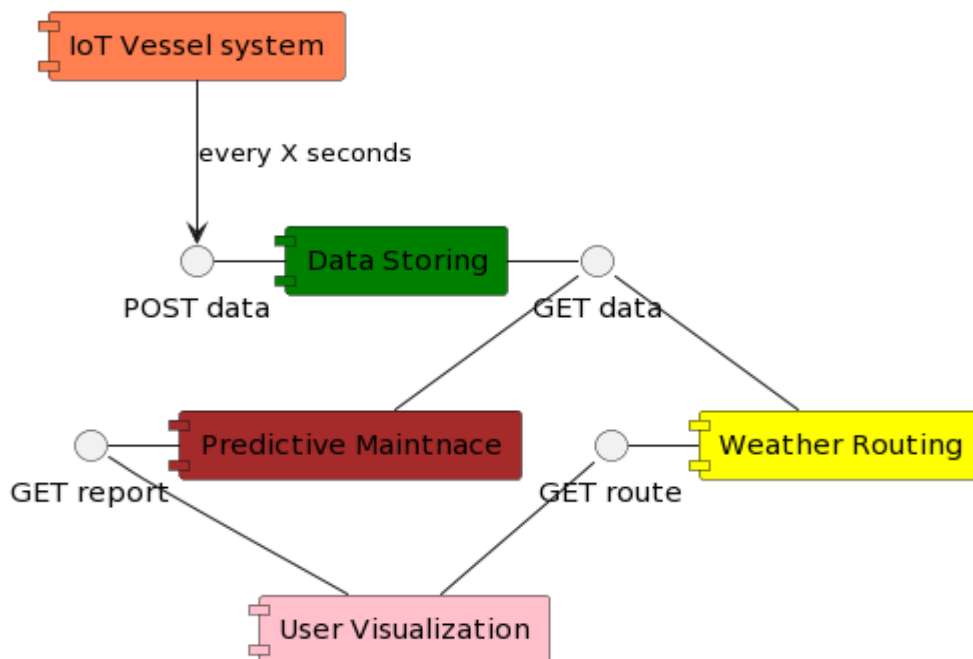 IoT Vessel system
every X seconds
Data Storing
POST data
GET data
Predictive Maintnace
Weather Routing
GET report
GET route
User Visualization